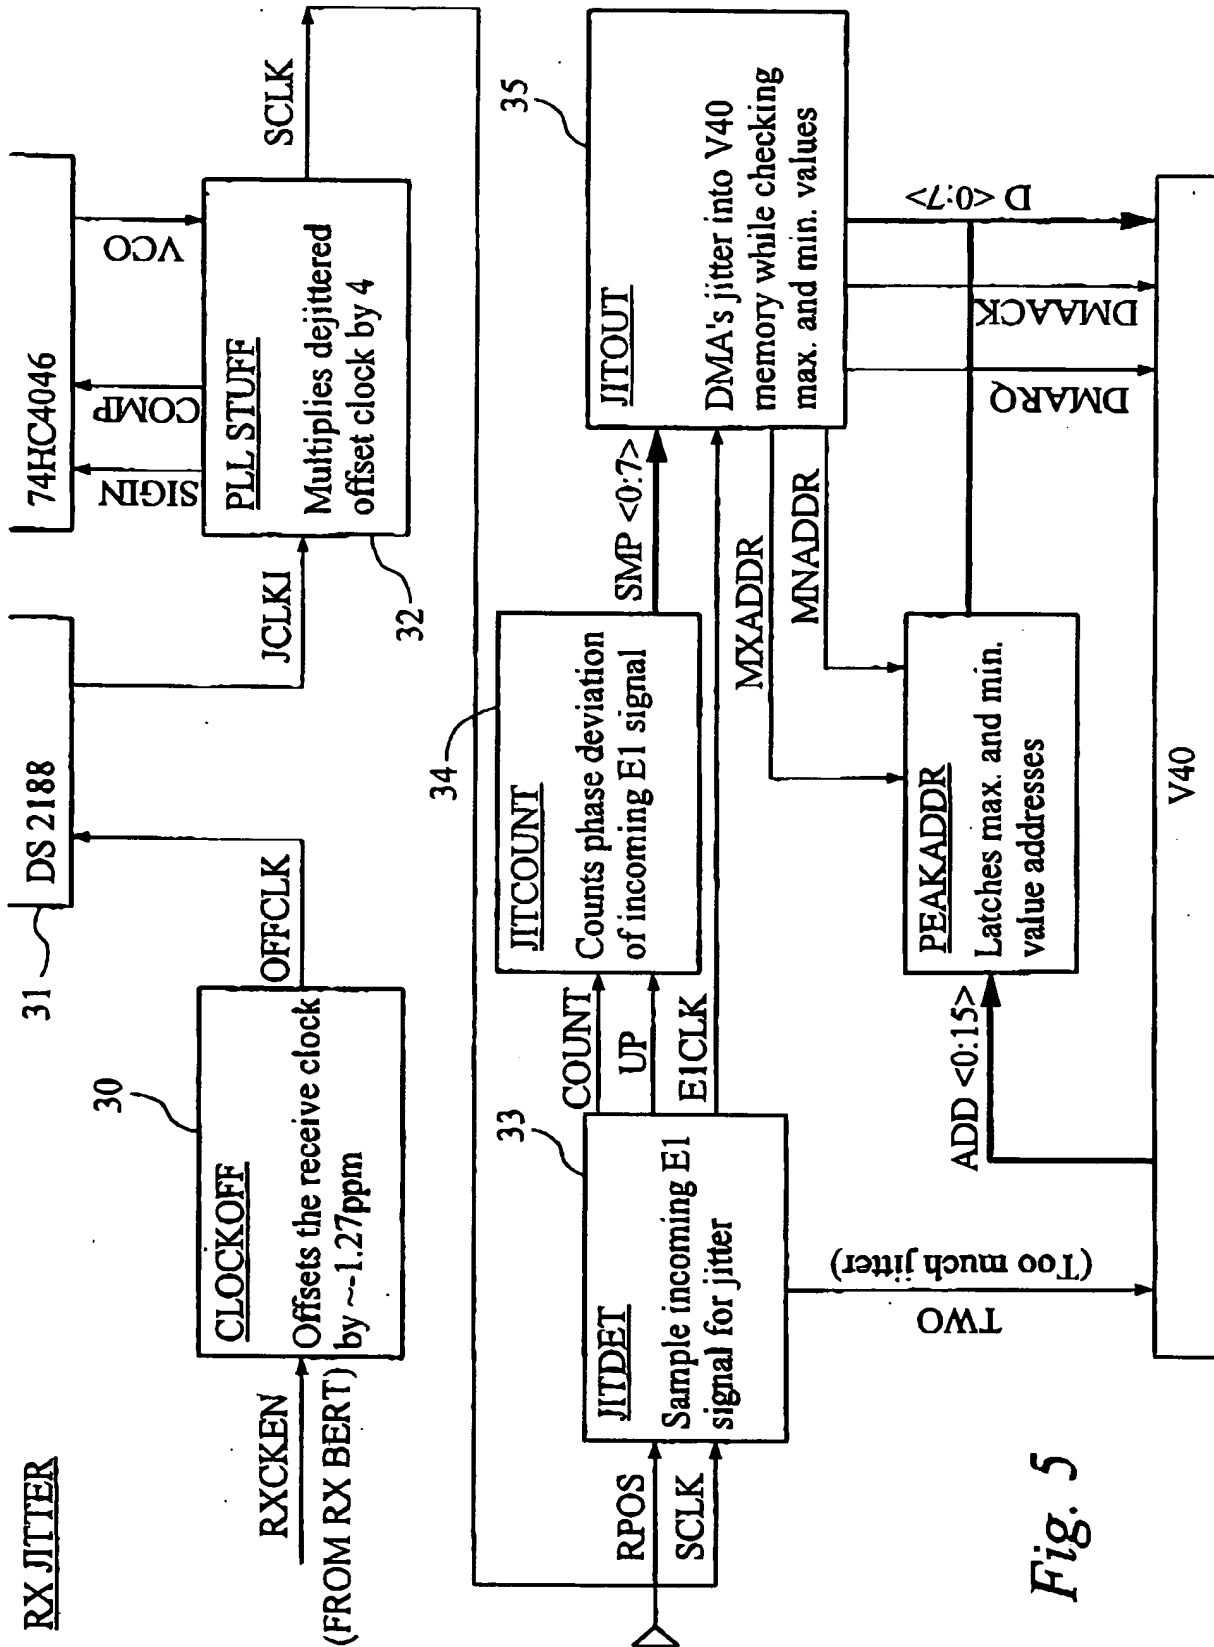 RX JITTER
31
DS 2188
74HC4046
OFFCLK
JCLKI
SIGIN
COMP
VCO
SCLK
30
CLOCKOFF
Offsets the receive clock
by ~-1.27ppm
RXCKEN
(FROM RX BERT)
32
PLL STUFF
Multiplies dejittered
offset clock by 4
RPOS
SCLK
33
JITDET
Sample incoming E1
signal for jitter
COUNT
UP
E1CLK
34
JITCOUNT
Counts phase deviation
of incoming E1 signal
SMP <0:7>
35
JITOUT
DMA's jitter into V40
memory while checking
max. and min. values
MXADDR
MNADDR
TWO
(Too much jitter)
ADD <0:15>
PEAKADDR
Latches max. and min.
value addresses
DMARQ
DMAACK
D <0:7>
V40
Fig. 5